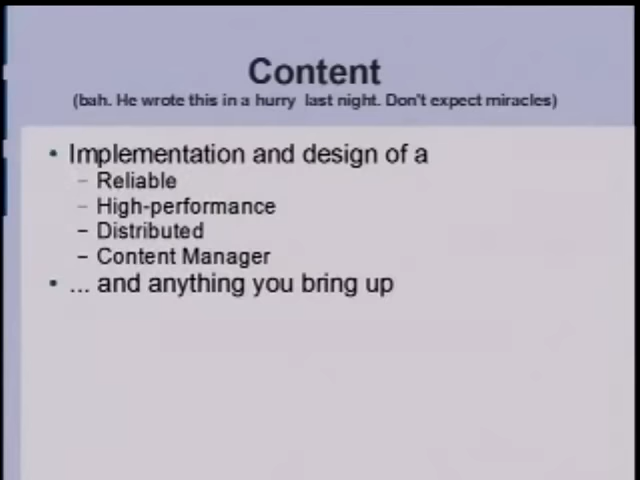 Content
(bah. He wrote this in a hurry last night. Don't expect miracles)
• Implementation and design of a
– Reliable
– High-performance
– Distributed
– Content Manager
• ... and anything you bring up